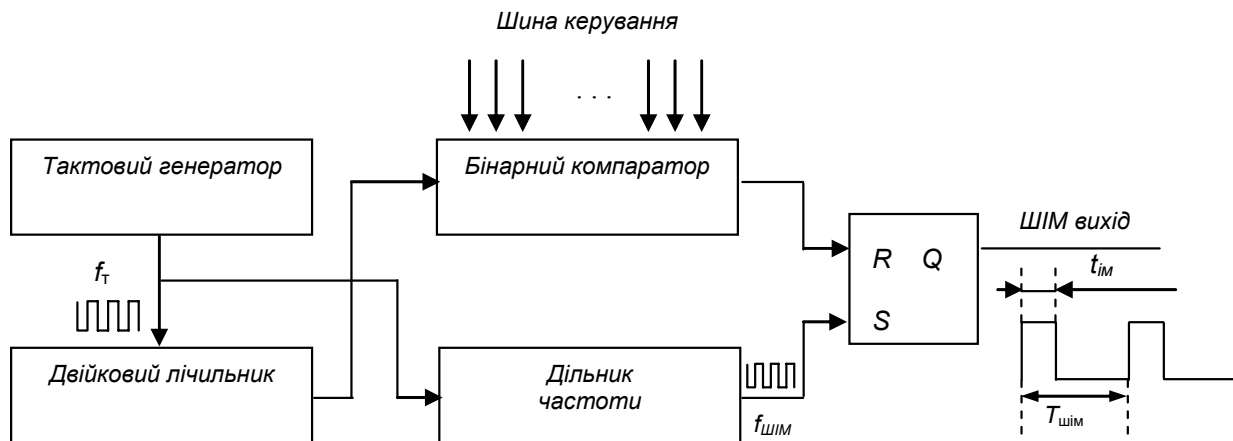 Шина керування
. . .
Тактовий генератор
Бінарний компаратор
ШІМ вихід
R Q
fт
tім
S
Двійковий лічильник
Дільник
частоти
fШІМ
Tшім